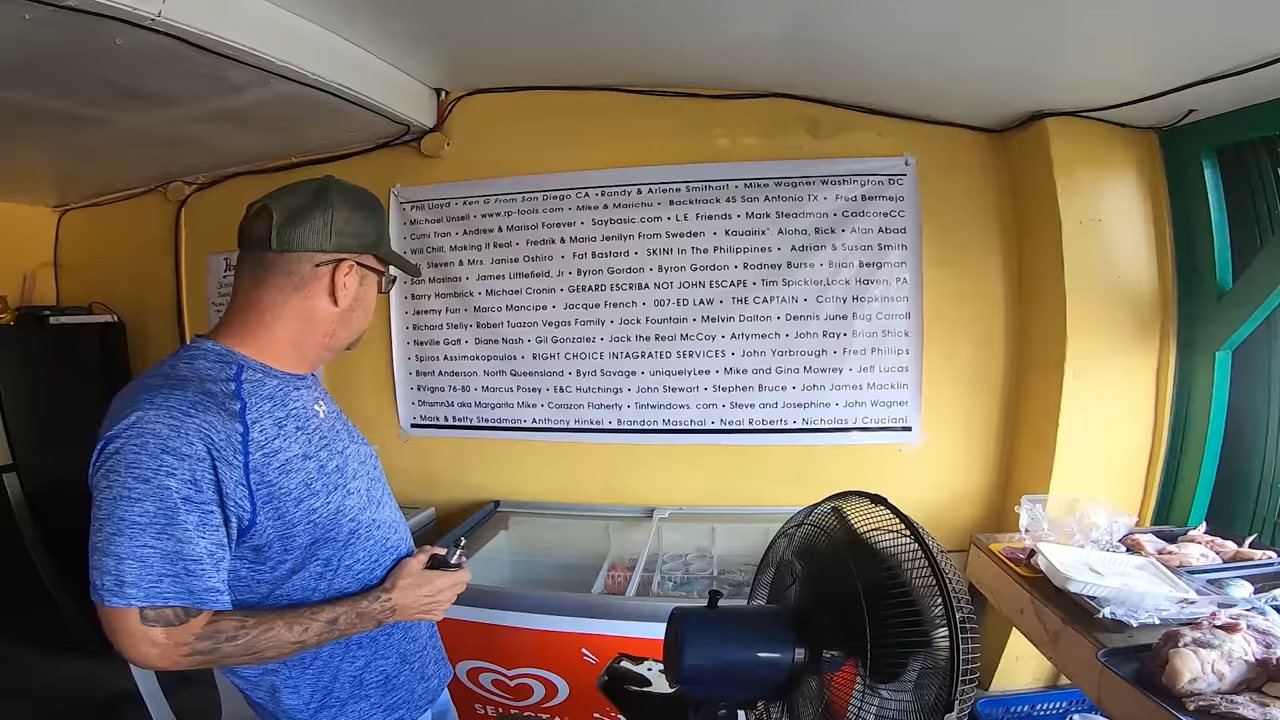 • Phil Lloyd • Ken G From San Diego CA • Randy & Arlene Smithart • Mike Wagner Washington DC
• Michael Unsell • www.rp-tools.com • Mike & Marichu • Backtrack 45 San Antonio TX • Fred Bermejo
• Cumi Tran • Andrew & Marisol Forever • Saybasic.com • L.E. Friends • Mark Steadman • CadcoreCC
• Will Chill, Making It Real • Fredrik & Maria Jenilyn From Sweden • Kauairix". Aloha, Rick • Alan Abad
Steven & Mrs. Janise Oshiro • Fat Bastard • SKINI In The Philippines • Adrian & Susan Smith
• San Masinas • James Littlefield, Jr • Byron Gordon • Byron Gordon • Rodney Burse • Brian Bergman
• Barry Hambrick • Michael Cronin • GERARD ESCRIBA NOT JOHN ESCAPE • Tim Spickler,Lock Haven, PA
• Jeremy Furr • Marco Mancipe • Jacque French • 007-ED LAW • THE CAPTAIN • Cathy Hopkinson
• Richard Stelly • Robert Tuazon Vegas Family • Jack Fountain • Melvin Dalton • Dennis June Bug Carroll
• Neville Gatt • Diane Nash • Gil Gonzalez • Jack the Real McCoy • Artymech • John Ray • Brian Shick
• Spiros Assimakopoulos • RIGHT CHOICE INTAGRATED SERVICES • John Yarbrough • Fred Phillips
• Brent Anderson. North Queensland • Byrd Savage • uniquelyLee • Mike and Gina Mowrey • Jeff Lucas
• RVigna 76-80 • Marcus Posey • E&C Hutchings • John Stewart • Stephen Bruce • John James Macklin
• Dfnsmn34 aka Margarita Mike • Corazon Flaherty • Tintwindows. com • Steve and Josephine • John Wagner
• Mark & Betty Steadman • Anthony Hinkel • Brandon Maschal • Neal Roberts • Nicholas J Cruciani
SELECTA